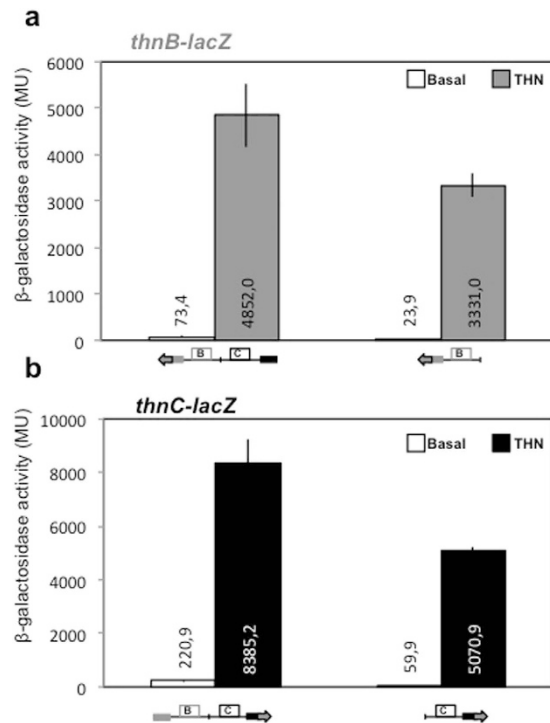 a
thnB-lacZ
β-galactosidase activity (MU)
6000
5000
4000
3000
2000
1000
0
Basal
THN
73,4
4852,0
23,9
3331,0
B
C
B
b
thnC-lacZ
β-galactosidase activity (MU)
10000
8000
6000
4000
2000
0
Basal
THN
220,9
8385,2
59,9
5070,9
B
C
C